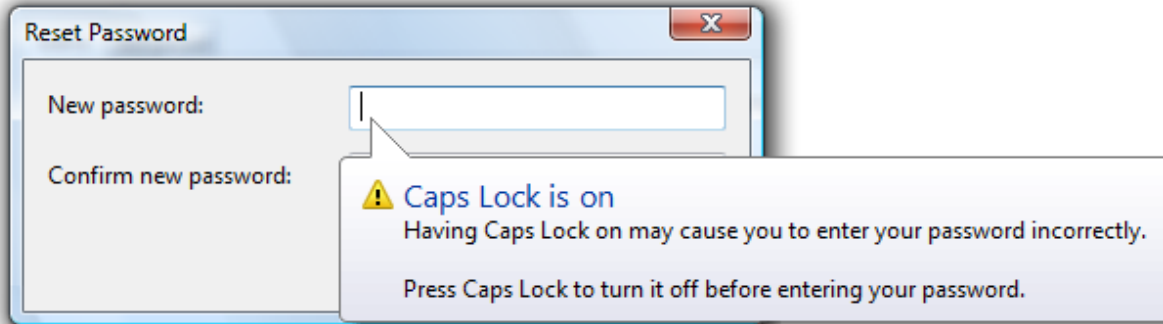 Reset Password
New password:
Confirm new password:
Caps Lock is on
Having Caps Lock on may cause you to enter your password incorrectly.
Press Caps Lock to turn it off before entering your password.